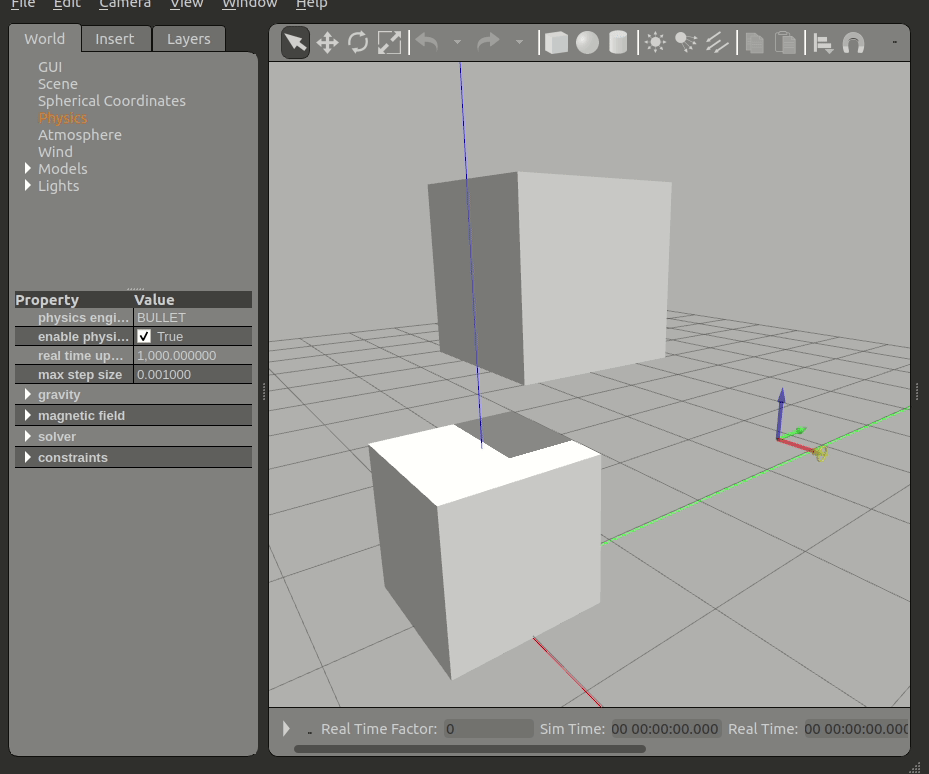 File Edit Camera View Window Help
World Insert Layers
GUI
Scene
Spherical Coordinates
Physics
Atmosphere
Wind
Models
Lights
Property Value
physics engi... BULLET
enable physi... True
real time up... 1,000.000000
max step size 0.001000
gravity
magnetic field
solver
constraints
Real Time Factor: 0 Sim Time: 00 00:00:00.000 Real Time: 00 00:00:00.000